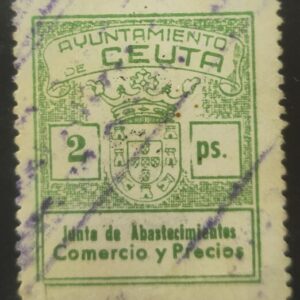 AYUNTAMIENTO
DE CEUTA
2 ps.
Junta de Abastecimientos
Comercio y Precios